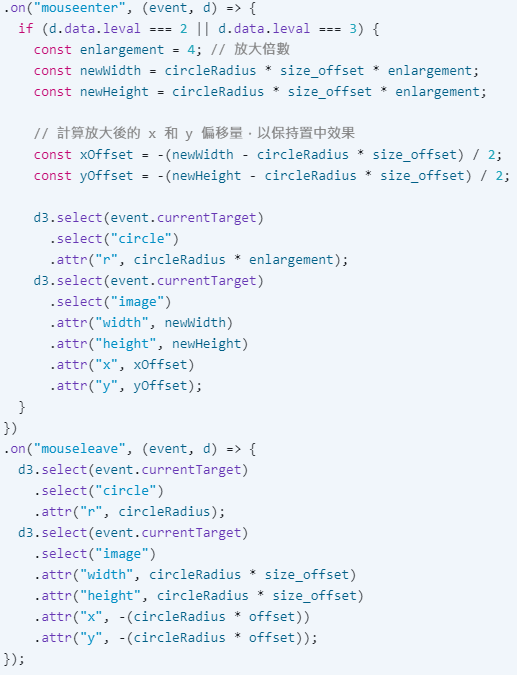 .on("mouseenter", (event, d) => {
  if (d.data.leval === 2 || d.data.leval === 3) {
    const enlargement = 4; // 放大倍數
    const newWidth = circleRadius * size_offset * enlargement;
    const newHeight = circleRadius * size_offset * enlargement;

    // 計算放大後的 x 和 y 偏移量，以保持置中效果
    const xOffset = -(newWidth - circleRadius * size_offset) / 2;
    const yOffset = -(newHeight - circleRadius * size_offset) / 2;

    d3.select(event.currentTarget)
      .select("circle")
      .attr("r", circleRadius * enlargement);
    d3.select(event.currentTarget)
      .select("image")
      .attr("width", newWidth)
      .attr("height", newHeight)
      .attr("x", xOffset)
      .attr("y", yOffset);
  }
})
.on("mouseleave", (event, d) => {
  d3.select(event.currentTarget)
    .select("circle")
    .attr("r", circleRadius);
  d3.select(event.currentTarget)
    .select("image")
    .attr("width", circleRadius * size_offset)
    .attr("height", circleRadius * size_offset)
    .attr("x", -(circleRadius * offset))
    .attr("y", -(circleRadius * offset));
});